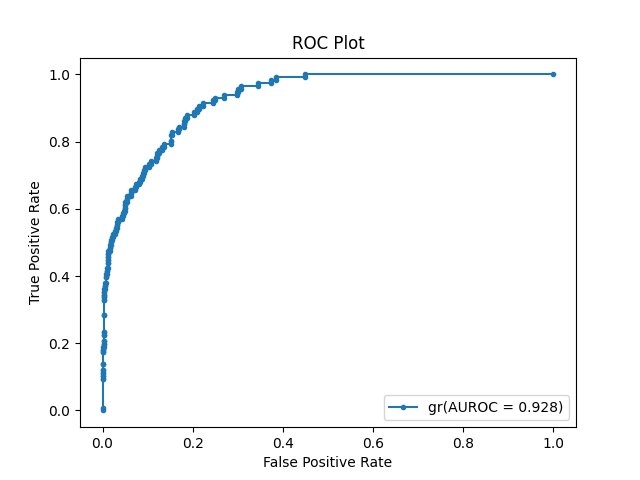 ROC Plot
True Positive Rate
1.0
0.8
0.6
0.4
0.2
0.0
gr(AUROC = 0.928)
0.0 0.2 0.4 0.6 0.8 1.0
False Positive Rate